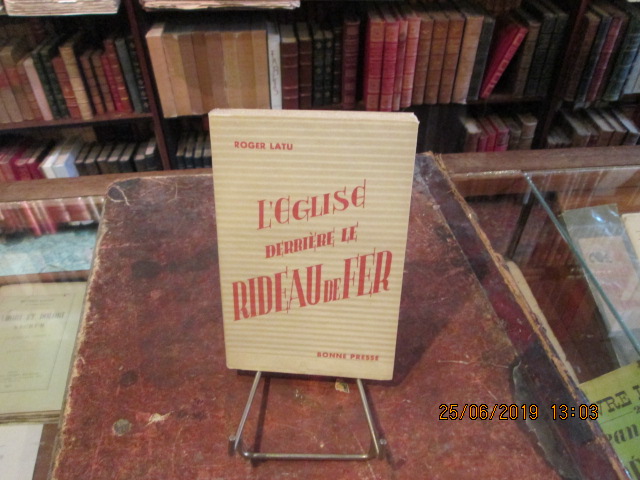 ROGER LATU
L'EGLISE
DERRIÈRE LE
RIDEAU DE FER
BONNE PRESSE
25/06/2019 13:03